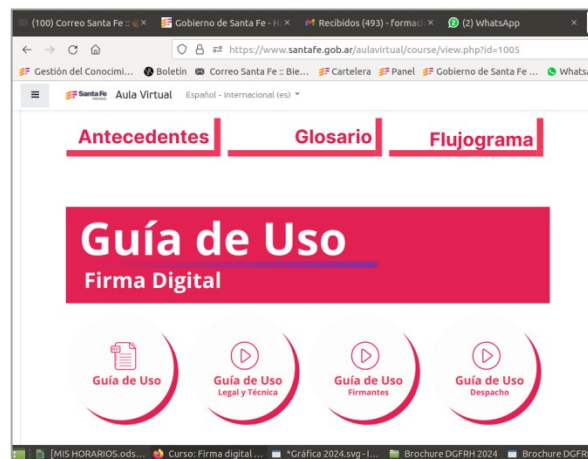 (100) Correo Santa Fe ::
Gobierno de Santa Fe - H
Recibidos (493) - formac
(2) WhatsApp
https://www.santafe.gob.ar/aulavirtual/course/view.php?id=1005
Gestión del Conocimi...
Boletín
Correo Santa Fe :: Bie...
Cartelera
Panel
Gobierno de Santa Fe ...
WhatsA
Santa Fe
Aula Virtual
Español - Internacional (es)
Antecedentes
Glosario
Flujograma
Guía de Uso
Firma Digital
Guía de Uso
Guía de Uso
Legal y Técnica
Guía de Uso
Firmantes
Guía de Uso
Despacho
[MIS HORARIOS.ods...
Curso: Firma digital ...
*Gráfica 2024.svg - I...
Brochure DGFRH 2024
Brochure DGFR